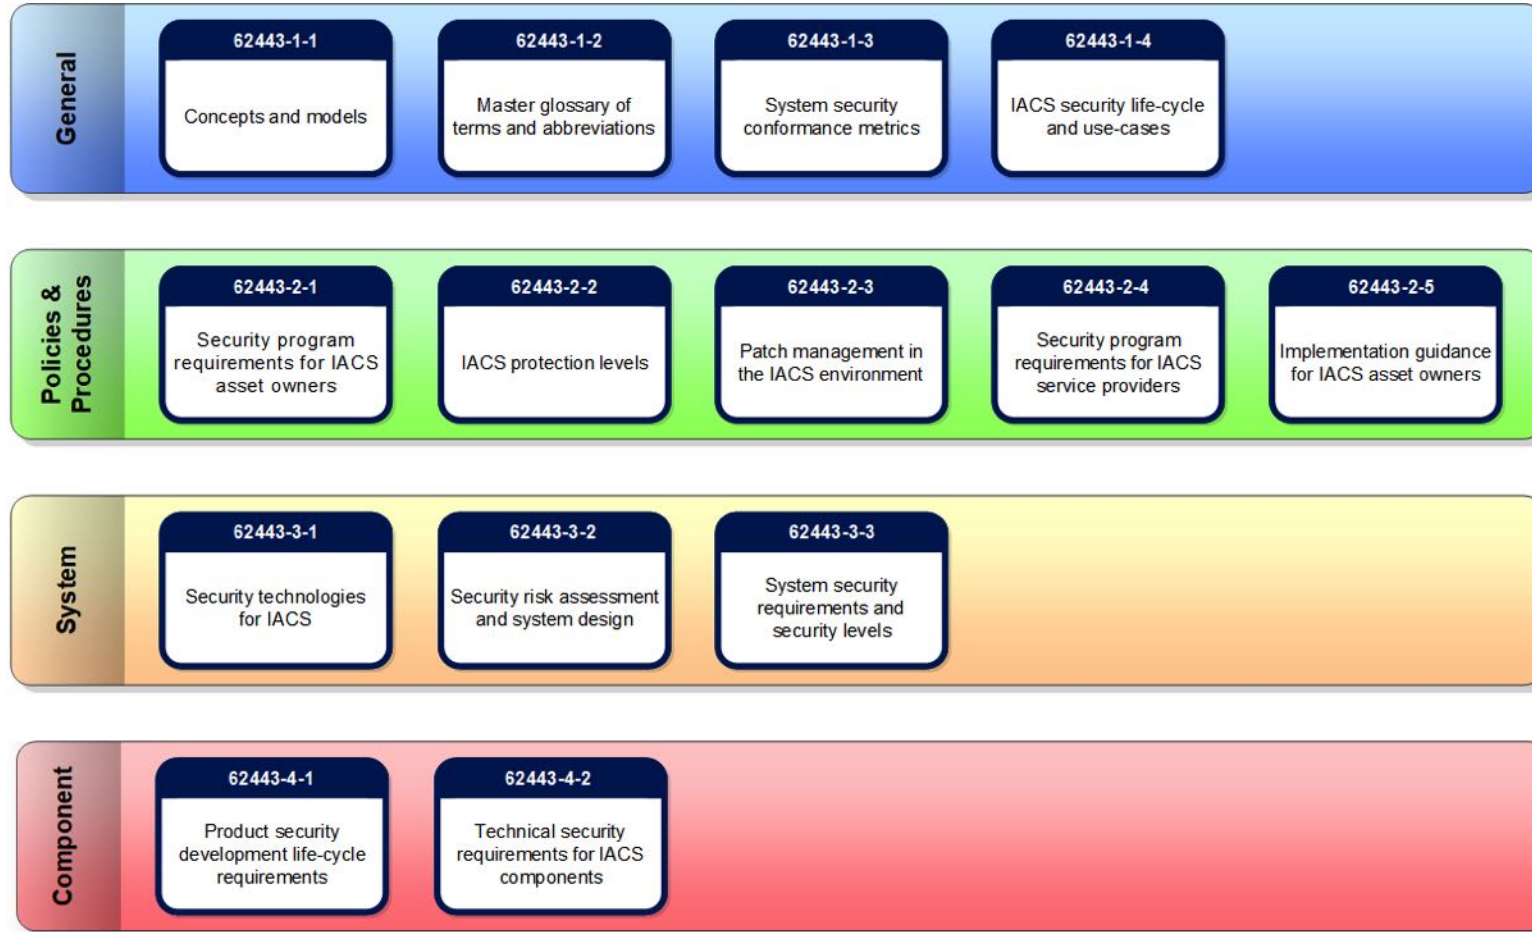 General
62443-1-1
Concepts and models
62443-1-2
Master glossary of
terms and abbreviations
62443-1-3
System security
conformance metrics
62443-1-4
IACS security life-cycle
and use-cases
Policies &
Procedures
62443-2-1
Security program
requirements for IACS
asset owners
62443-2-2
IACS protection levels
62443-2-3
Patch management in
the IACS environment
62443-2-4
Security program
requirements for IACS
service providers
62443-2-5
Implementation guidance
for IACS asset owners
System
62443-3-1
Security technologies
for IACS
62443-3-2
Security risk assessment
and system design
62443-3-3
System security
requirements and
security levels
Component
62443-4-1
Product security
development life-cycle
requirements
62443-4-2
Technical security
requirements for IACS
components